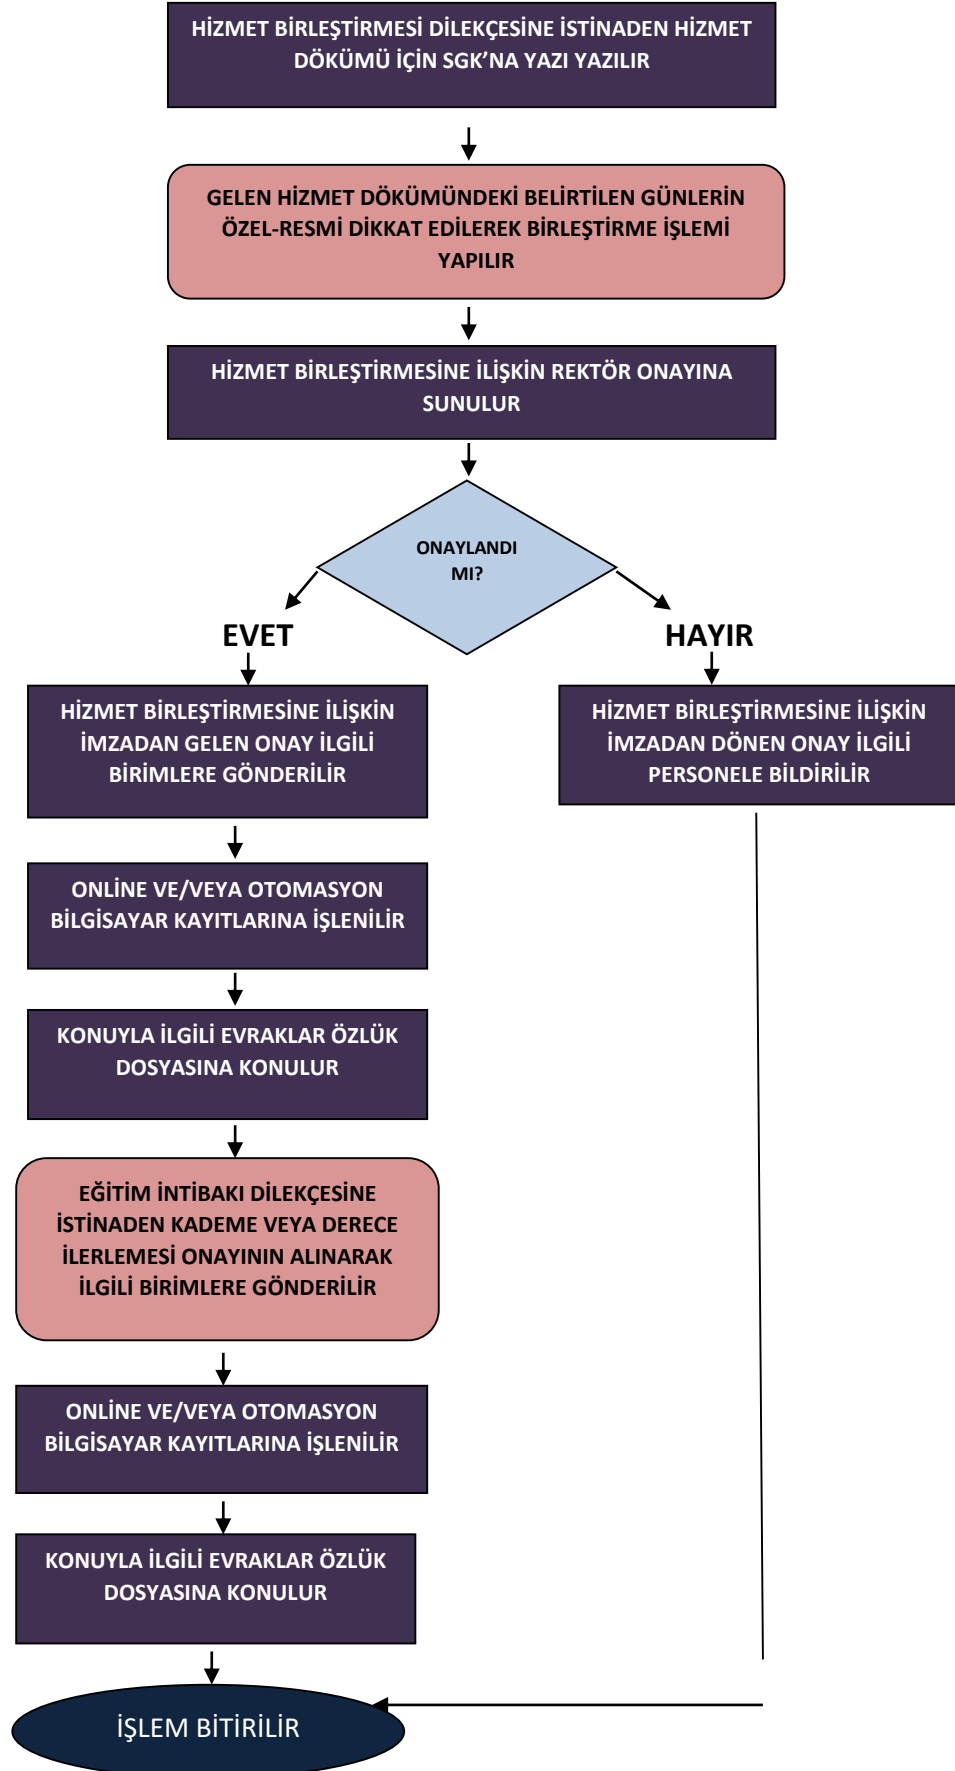 HİZMET BİRLEŞTİRMESİ DİLEKÇESİNE İSTİNADEN HİZMET
DÖKÜMÜ İÇİN SGK’NA YAZI YAZILIR
GELEN HİZMET DÖKÜMÜNDEKİ BELİRTİLEN GÜNLERİN
ÖZEL-RESMİ DİKKAT EDİLEREK BİRLEŞTİRME İŞLEMİ
YAPILIR
HİZMET BİRLEŞTİRMESİNE İLİŞKİN REKTÖR ONAYINA
SUNULUR
ONAYLANDI
MI?
EVET
HAYIR
HİZMET BİRLEŞTİRMESİNE İLİŞKİN
İMZADAN GELEN ONAY İLGİLİ
BİRİMLERE GÖNDERİLİR
HİZMET BİRLEŞTİRMESİNE İLİŞKİN
İMZADAN DÖNEN ONAY İLGİLİ
PERSONELE BİLDİRİLİR
ONLİNE VE/VEYA OTOMASYON
BİLGİSAYAR KAYITLARINA İŞLENİLİR
KONUYLA İLGİLİ EVRAKLAR ÖZLÜK
DOSYASINA KONULUR
EĞİTİM İNTİBAKI DİLEKÇESİNE
İSTİNADEN KADEME VEYA DERECE
İLERLEMESİ ONAYININ ALINARAK
İLGİLİ BİRİMLERE GÖNDERİLİR
ONLİNE VE/VEYA OTOMASYON
BİLGİSAYAR KAYITLARINA İŞLENİLİR
KONUYLA İLGİLİ EVRAKLAR ÖZLÜK
DOSYASINA KONULUR
İŞLEM BİTİRİLİR